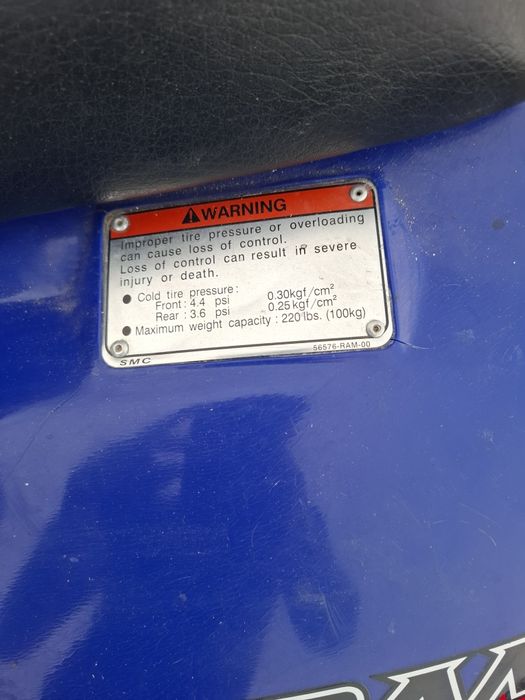 ⚠WARNING
Improper tire pressure or overloading
can cause loss of control.
Loss of control can result in severe
injury or death.
● Cold tire pressure:
Front: 4.4 psi 0.30kgf/cm²
Rear : 3.6 psi 0.25kgf/cm²
● Maximum weight capacity : 220 lbs. (100kg)
SMC 56576-RAM-00